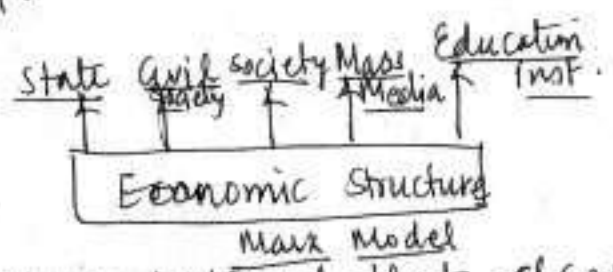 State Civil society society Mass Media Education Inst.
Economic Structure
Marx Model